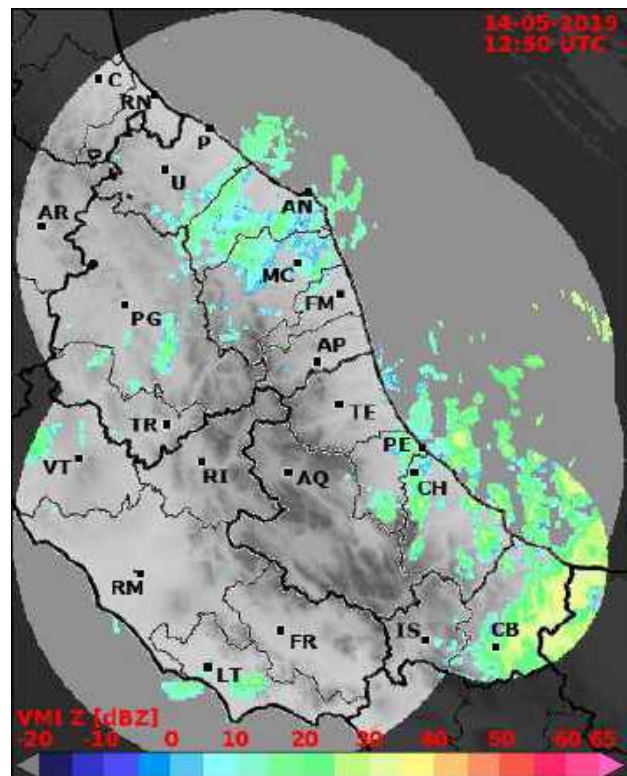 14-05-2019
12:50 UTC
C
RN
P
U
AN
AR
MC
FM
PG
AP
TE
TR
PE
VT
RI
AQ
CH
RM
FR
IS
CB
LT
VMI Z [dBZ]
-20 -10 0 10 20 30 40 50 60 65